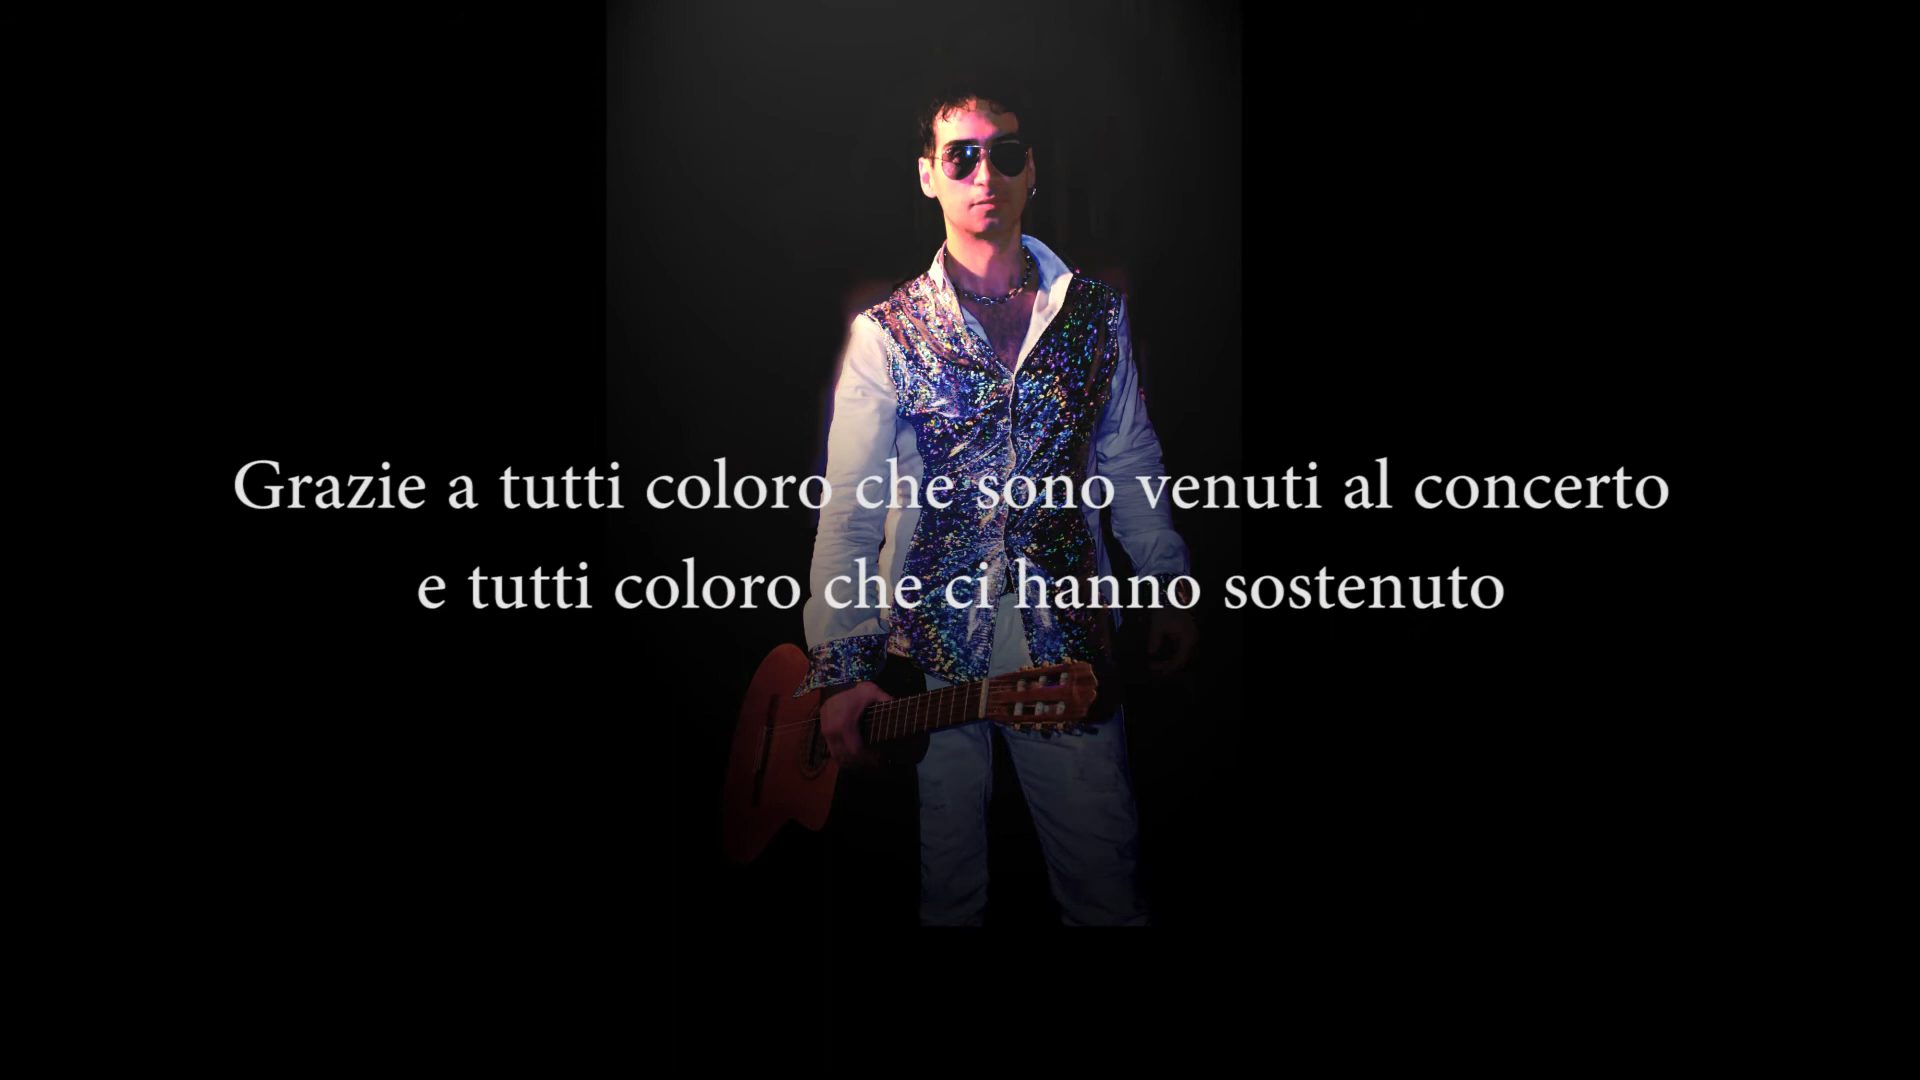 Grazie a tutti coloro che sono venuti al concerto
e tutti coloro che ci hanno sostenuto